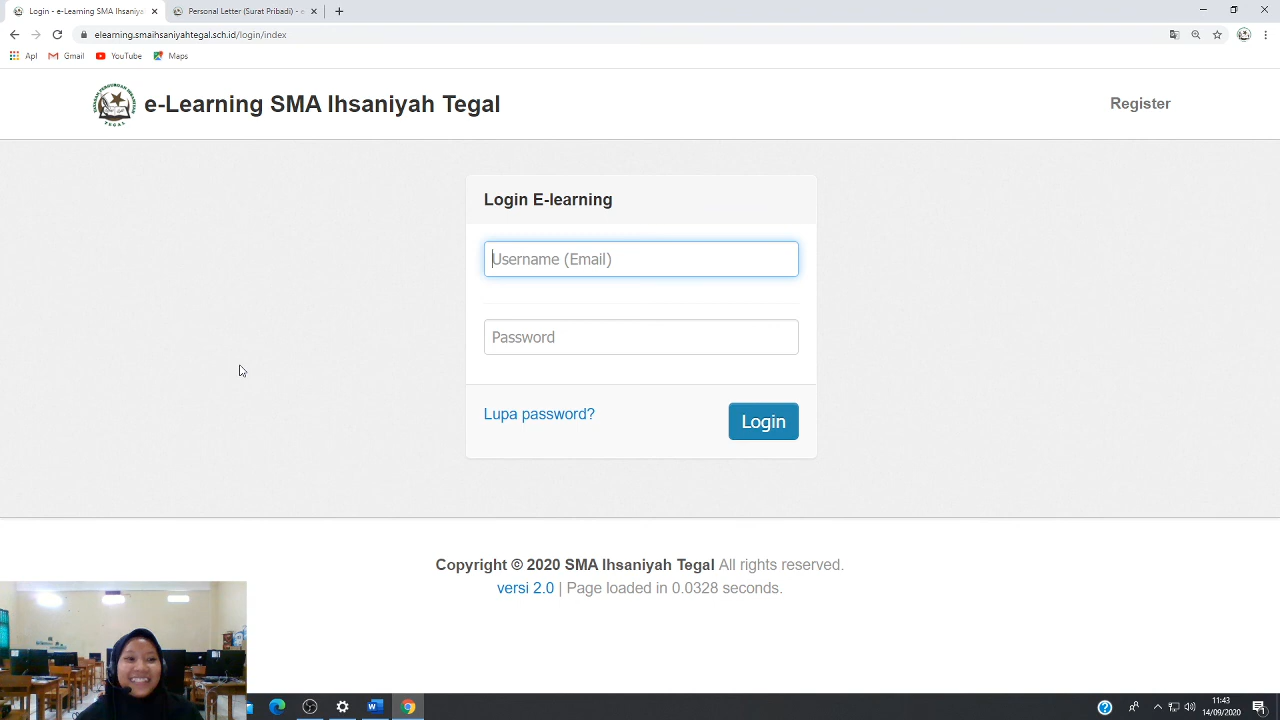 Login - e-Learning SMA Ihsaniya
Personal Letter (Surat Pribadi) - e
elearning.smaihsaniyahtegal.sch.id/login/index
Apl
Gmail
YouTube
Maps
e-Learning SMA Ihsaniyah Tegal
Register
Login E-learning
Username (Email)
Password
Lupa password?
Login
Copyright © 2020 SMA Ihsaniyah Tegal All rights reserved.
versi 2.0 | Page loaded in 0.0328 seconds.
11:43
14/09/2020